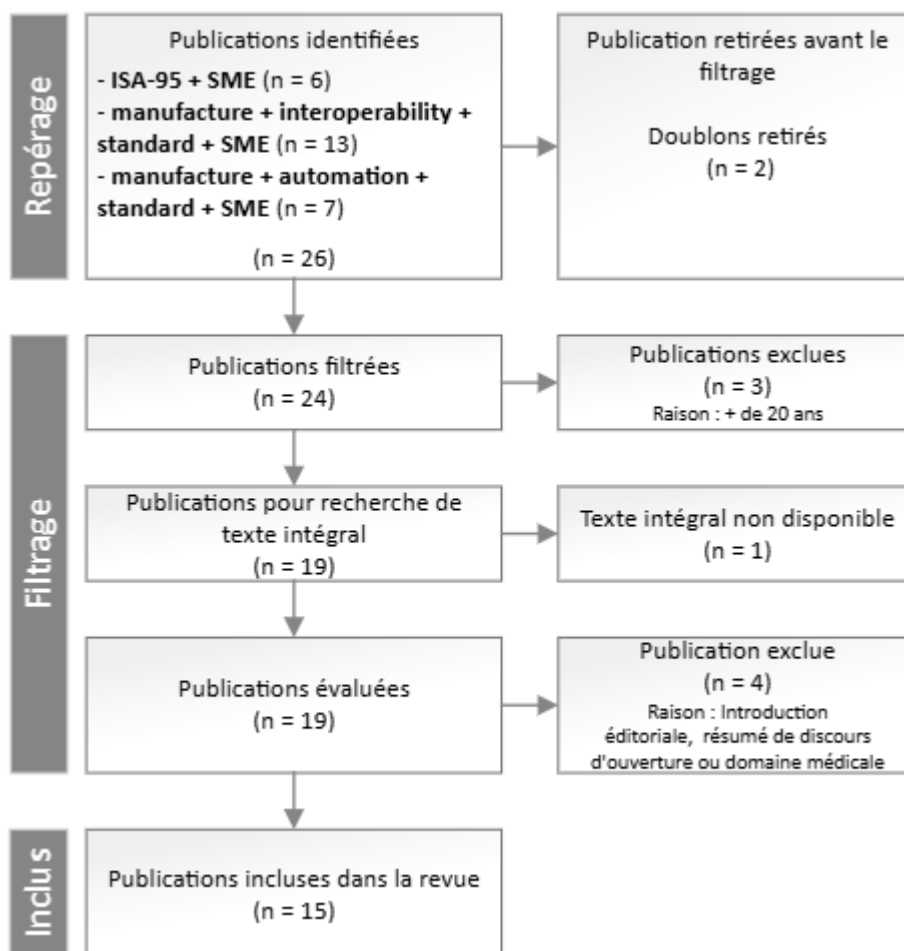 Repérage
Publications identifiées
- ISA-95 + SME (n = 6)
- manufacture + interoperability +
standard + SME (n = 13)
- manufacture + automation +
standard + SME (n = 7)
(n = 26)
Publication retirées avant le
filtrage
Doublons retirés
(n = 2)
Filtrage
Publications filtrées
(n = 24)
Publications exclues
(n = 3)
Raison : + de 20 ans
Publications pour recherche de
texte intégral
(n = 19)
Texte intégral non disponible
(n = 1)
Publications évaluées
(n = 19)
Publication exclue
(n = 4)
Raison : Introduction
éditoriale, résumé de discours
d'ouverture ou domaine médicale
Inclus
Publications incluses dans la revue
(n = 15)